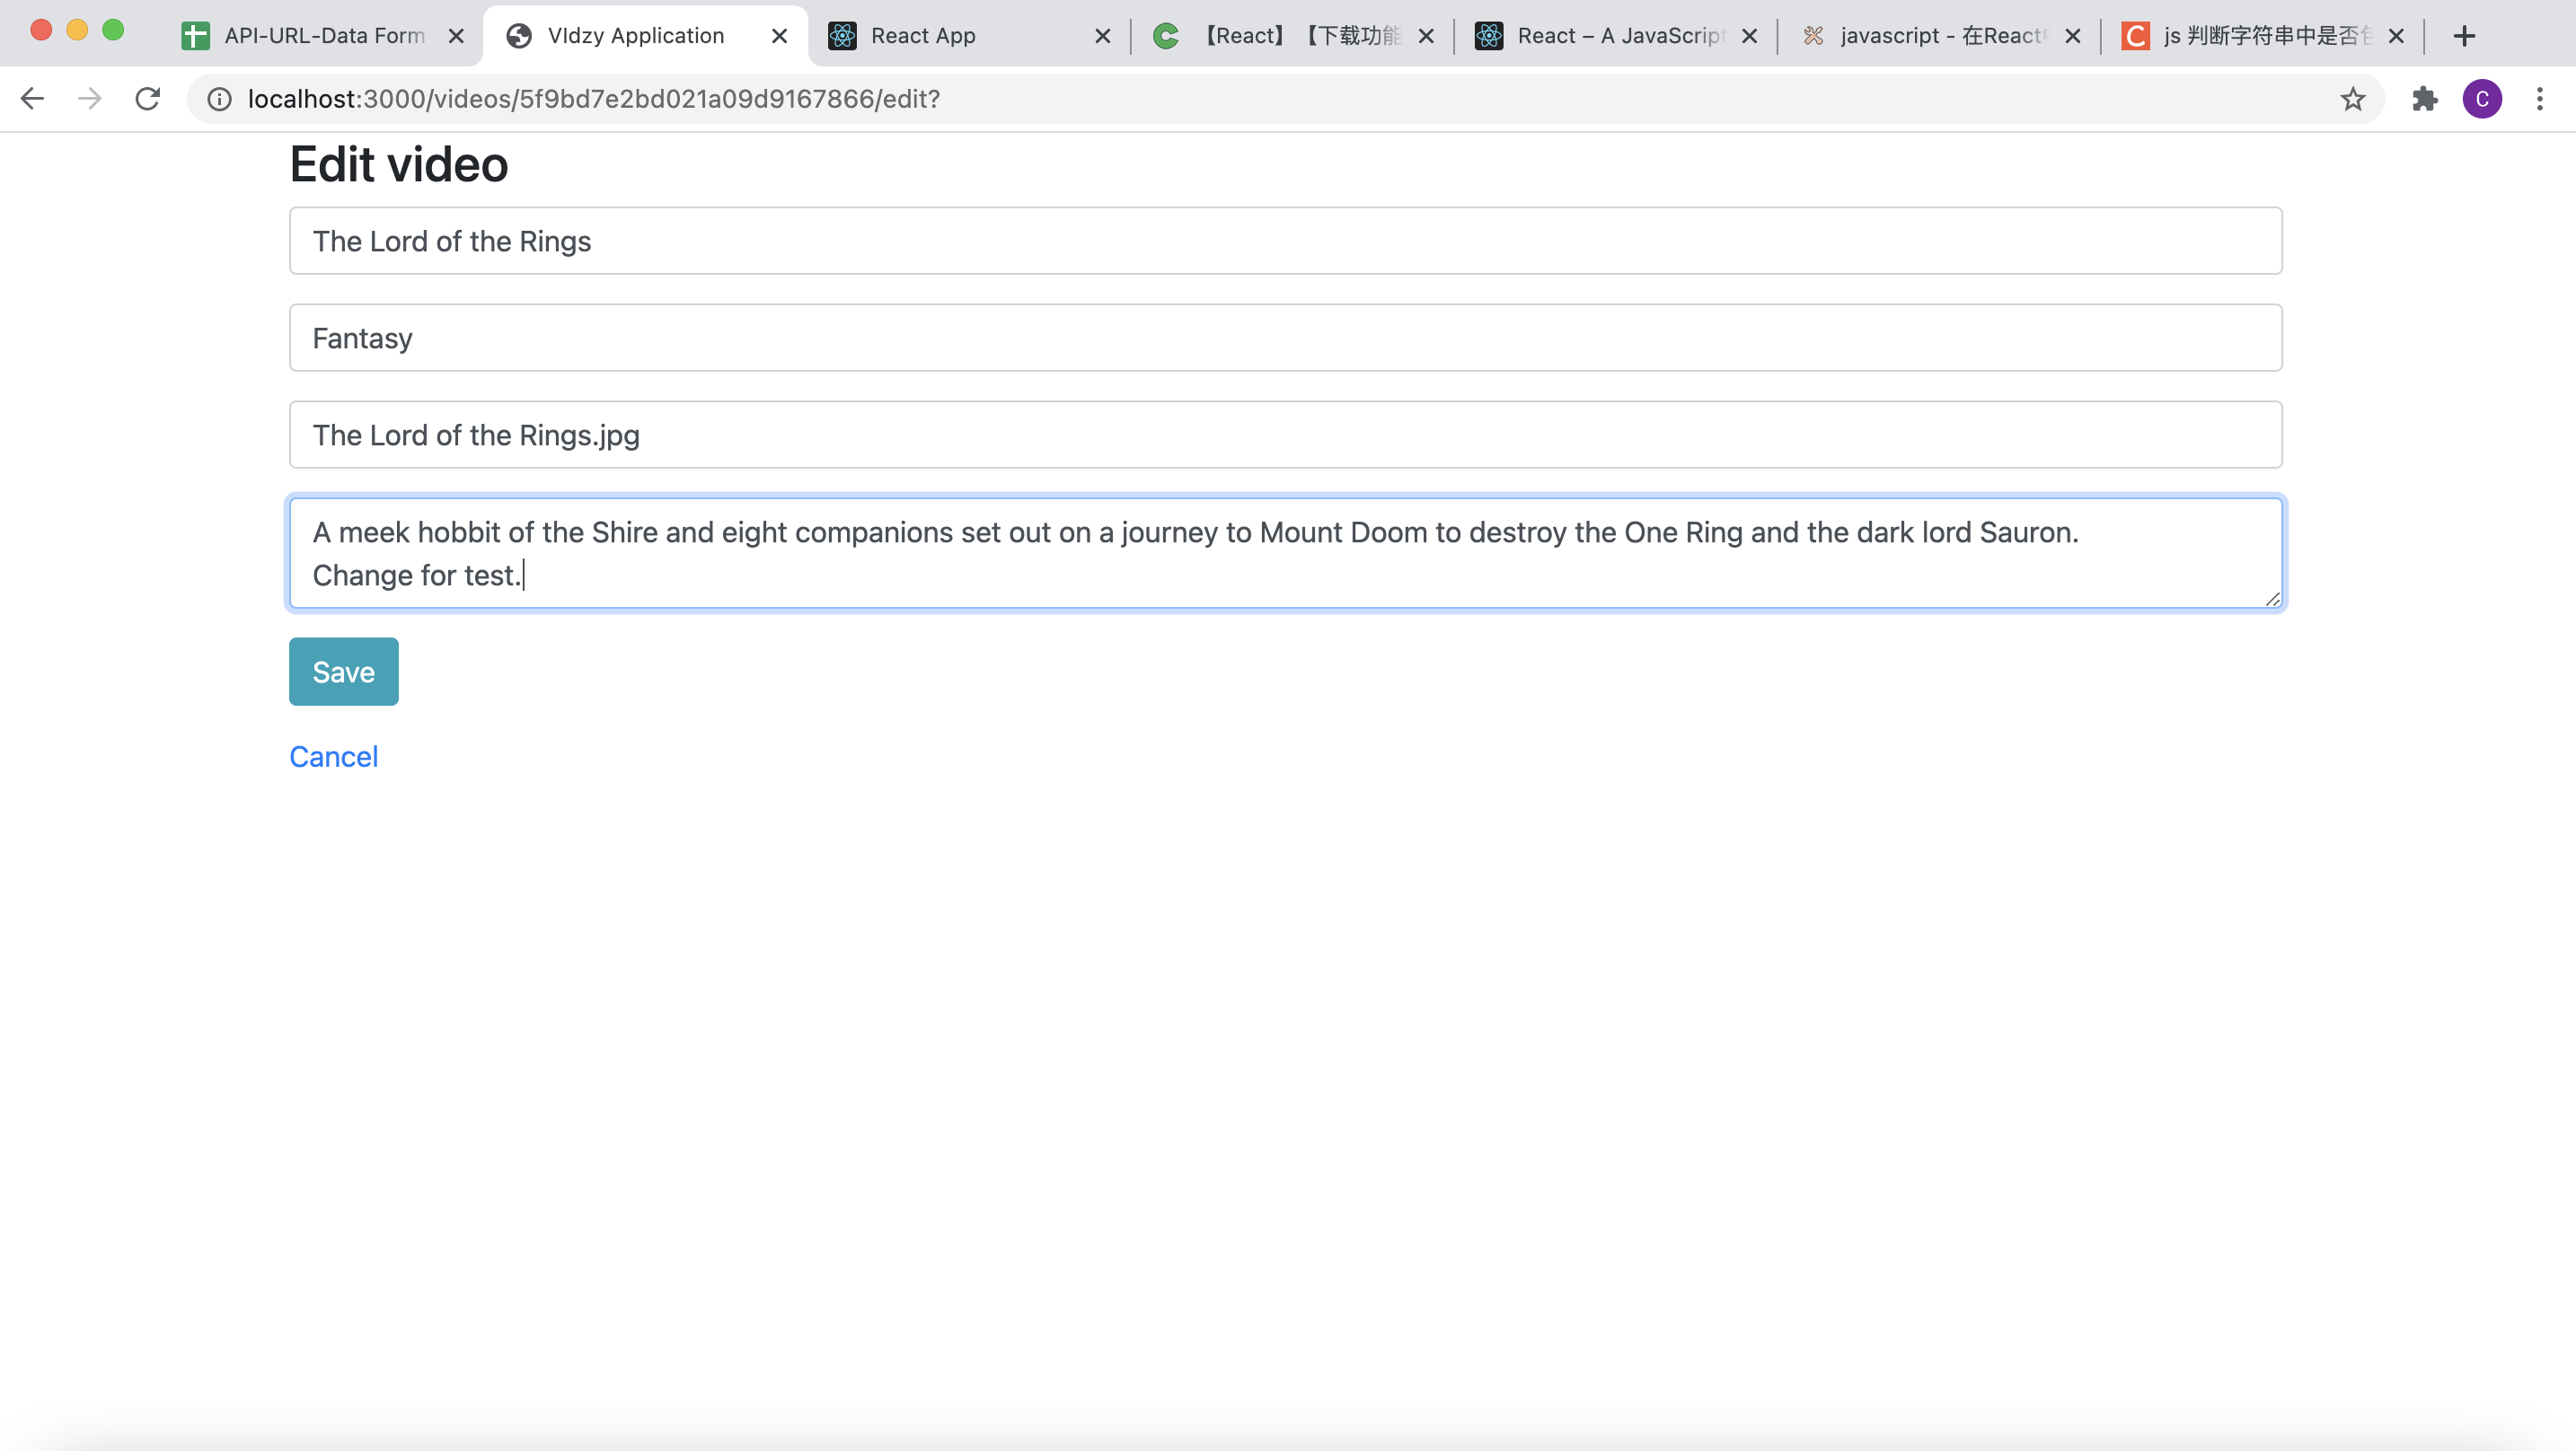 API-URL-Data Form
VIdzy Application
React App
【React】【下载功能
React – A JavaScript
javascript - 在React
js 判断字符串中是否
localhost:3000/videos/5f9bd7e2bd021a09d9167866/edit?
C
Edit video
The Lord of the Rings
Fantasy
The Lord of the Rings.jpg
A meek hobbit of the Shire and eight companions set out on a journey to Mount Doom to destroy the One Ring and the dark lord Sauron.
Change for test.
Save
Cancel